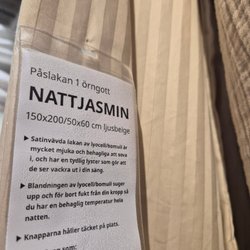 Påslakan 1 örngott
NATTJASMIN
150x200/50x60 cm ljusbeige
▸ Satinvävda lakan av lyocell/bomull är
mycket mjuka och behagliga att sova
i, och har en tydlig lyster som gör att
de ser vackra ut i din säng.
▸ Blandningen av lyocell/bomull suger
upp och för bort fukt från din kropp så
du har en behaglig temperatur hela
natten.
▸ Knapparna håller täcket på plats.
som: